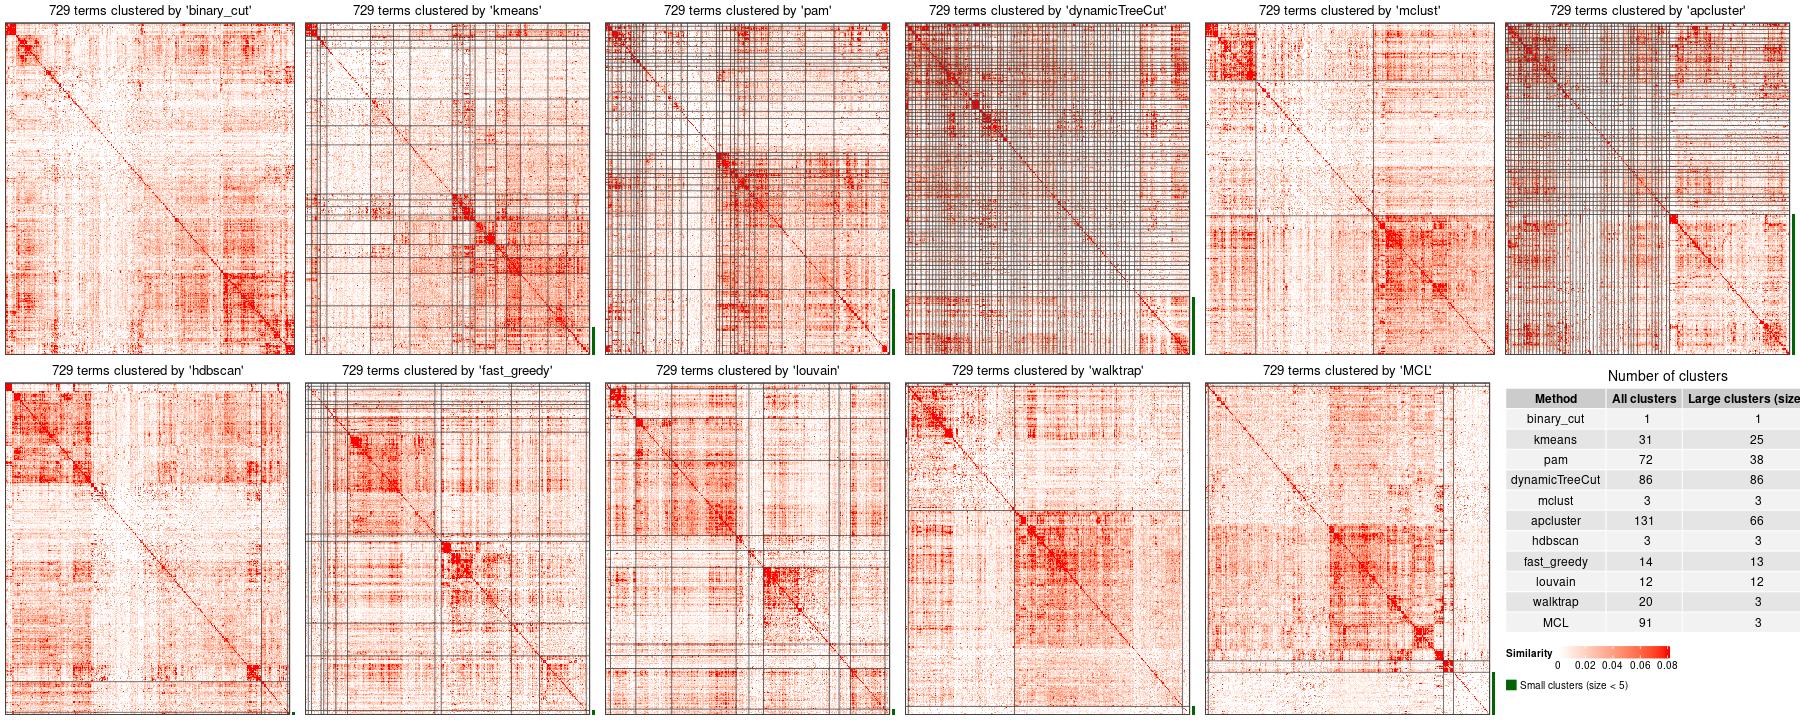 729 terms clustered by 'binary_cut'
729 terms clustered by 'kmeans'
729 terms clustered by 'pam'
729 terms clustered by 'dynamicTreeCut'
729 terms clustered by 'mclust'
729 terms clustered by 'apcluster'
729 terms clustered by 'hdbscan'
729 terms clustered by 'fast_greedy'
729 terms clustered by 'louvain'
729 terms clustered by 'walktrap'
729 terms clustered by 'MCL'
Number of clusters
Method All clusters Large clusters (size
binary_cut 1 1
kmeans 31 25
pam 72 38
dynamicTreeCut 86 86
mclust 3 3
apcluster 131 66
hdbscan 3 3
fast_greedy 14 13
louvain 12 12
walktrap 20 3
MCL 91 3
Similarity
0 0.02 0.04 0.06 0.08
Small clusters (size < 5)